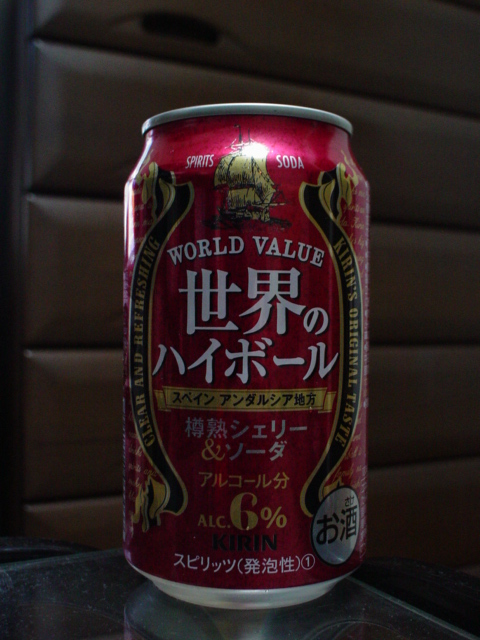 SPIRITS SODA
WORLD VALUE
世界の
ハイボール
スペイン アンダルシア地方
樽熟シェリー
&ソーダ
アルコール分
ALC.6%
KIRIN
さけ
お酒
スピリッツ(発泡性)①
CLEAR AND REFRESHING
KIRIN'S ORIGINAL TASTE